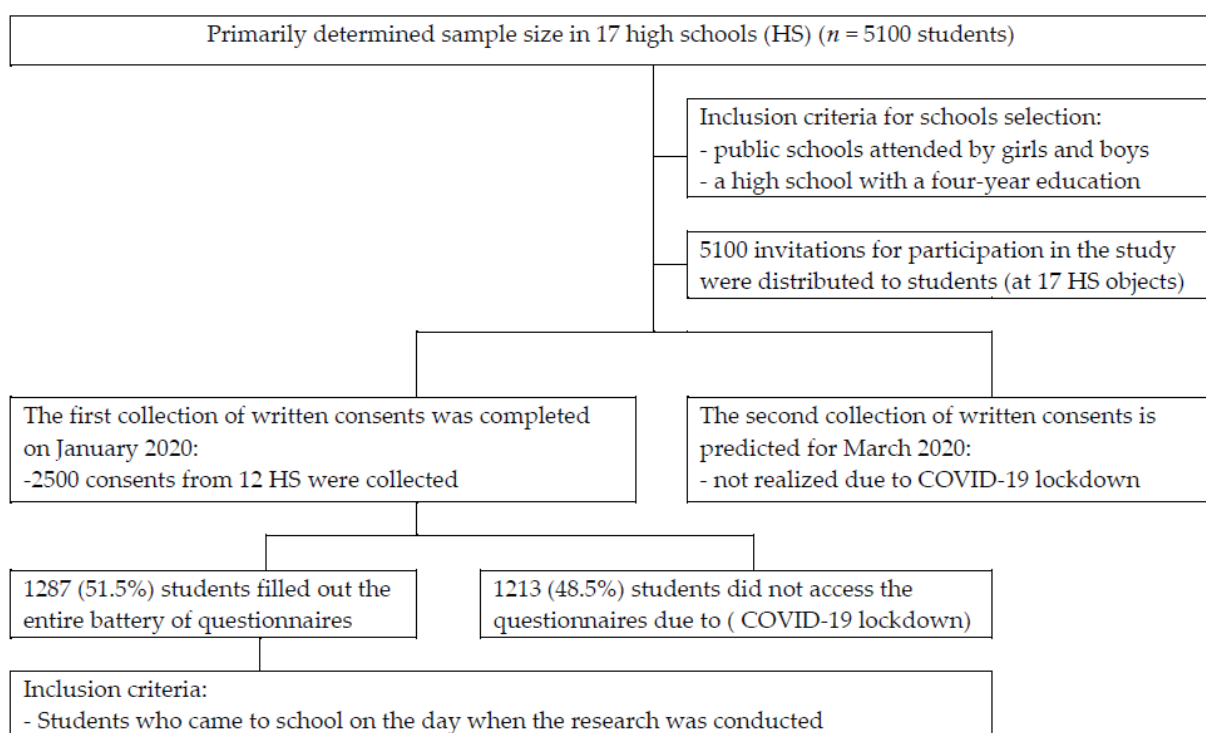 Primarily determined sample size in 17 high schools (HS) (n = 5100 students)
Inclusion criteria for schools selection:
- public schools attended by girls and boys
- a high school with a four-year education
5100 invitations for participation in the study
were distributed to students (at 17 HS objects)
The first collection of written consents was completed
on January 2020:
-2500 consents from 12 HS were collected
The second collection of written consents is
predicted for March 2020:
- not realized due to COVID-19 lockdown
1287 (51.5%) students filled out the
entire battery of questionnaires
1213 (48.5%) students did not access the
questionnaires due to ( COVID-19 lockdown)
Inclusion criteria:
- Students who came to school on the day when the research was conducted